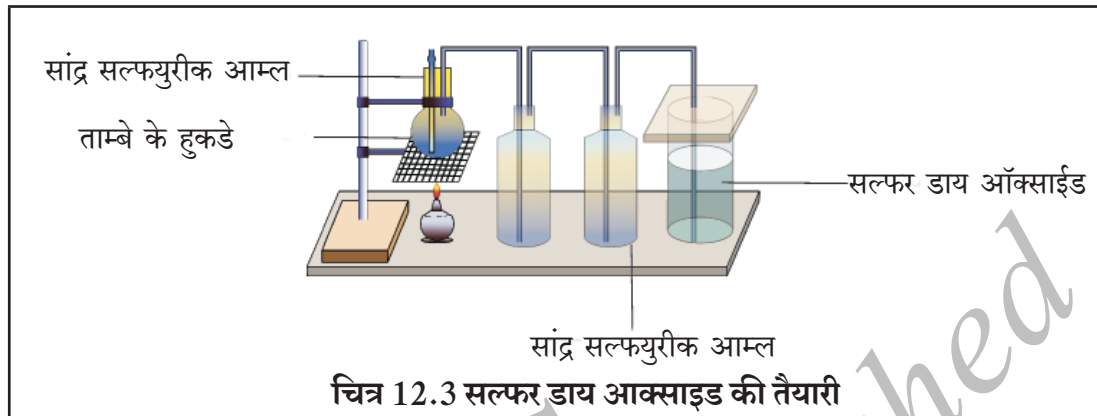 सांद्र सल्फयुरीक आम्ल
ताम्बे के हुकडे
सल्फर डाय ऑक्साईड
सांद्र सल्फयुरीक आम्ल
चित्र 12.3 सल्फर डाय आक्साइड की तैयारी